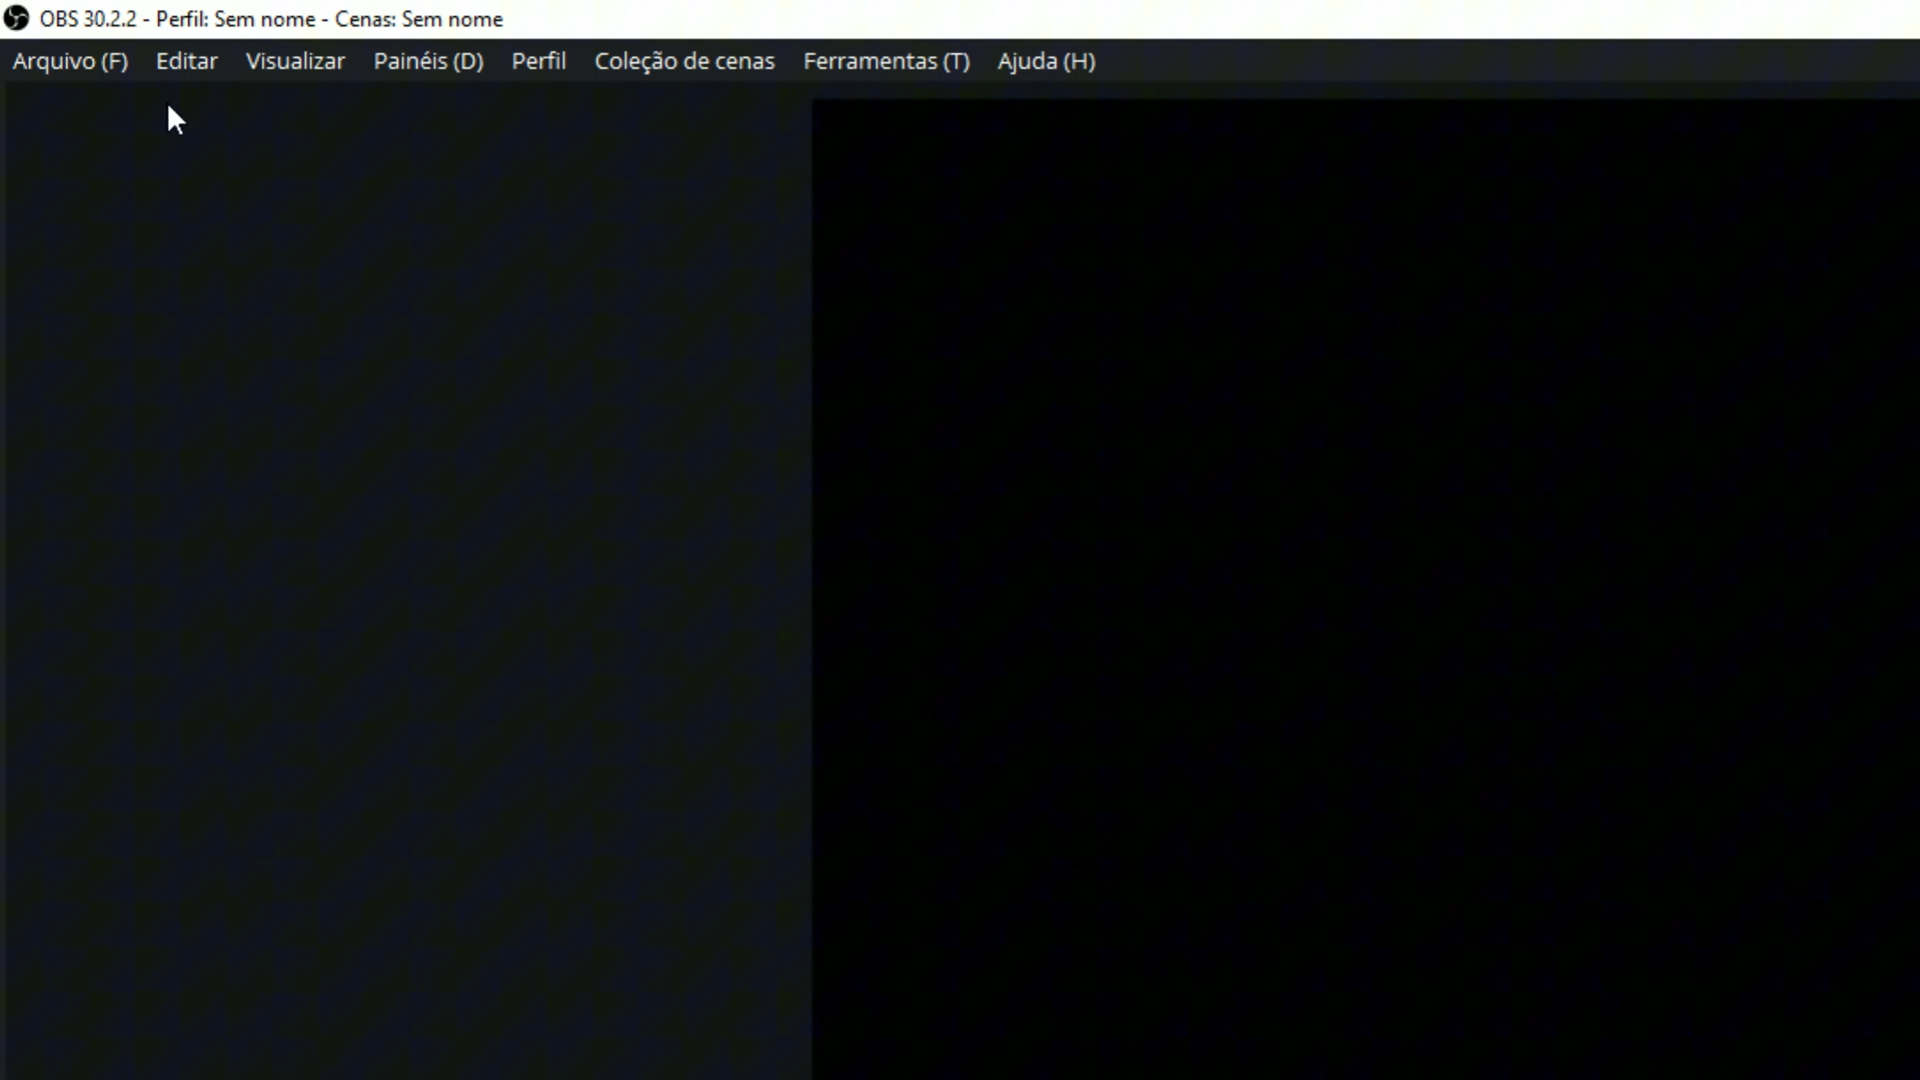 OBS 30.2.2 - Perfil: Sem nome - Cenas: Sem nome
Arquivo (F) Editar Visualizar Painéis (D) Perfil Coleção de cenas Ferramentas (T) Ajuda (H)